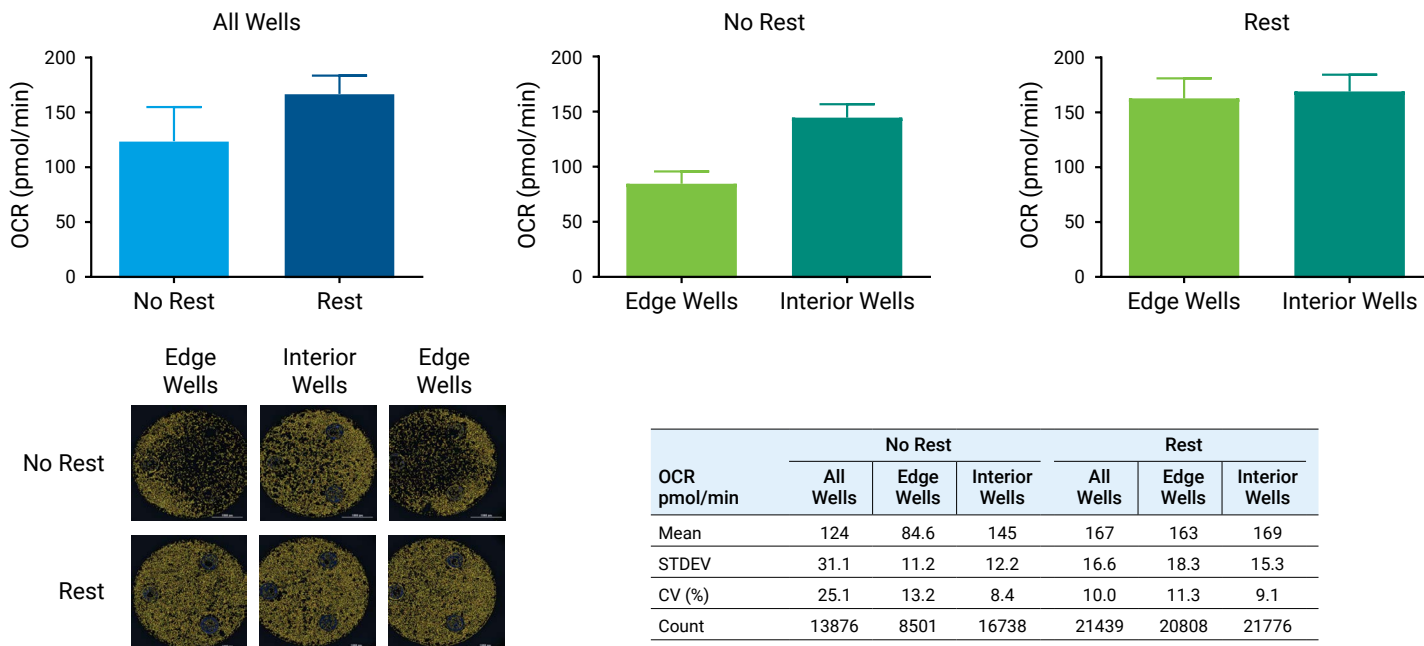 All Wells
No Rest
Rest
OCR (pmol/min)
200
150
100
50
0
No Rest
Rest
OCR (pmol/min)
200
150
100
50
0
Edge Wells
Interior Wells
OCR (pmol/min)
200
150
100
50
0
Edge Wells
Interior Wells
Edge
Wells
Interior
Wells
Edge
Wells
No Rest
Rest
No Rest Rest
OCR
pmol/min
All
Wells
Edge
Wells
Interior
Wells
All
Wells
Edge
Wells
Interior
Wells
Mean 124 84.6 145 167 163 169
STDEV 31.1 11.2 12.2 16.6 18.3 15.3
CV (%) 25.1 13.2 8.4 10.0 11.3 9.1
Count 13876 8501 16738 21439 20808 21776